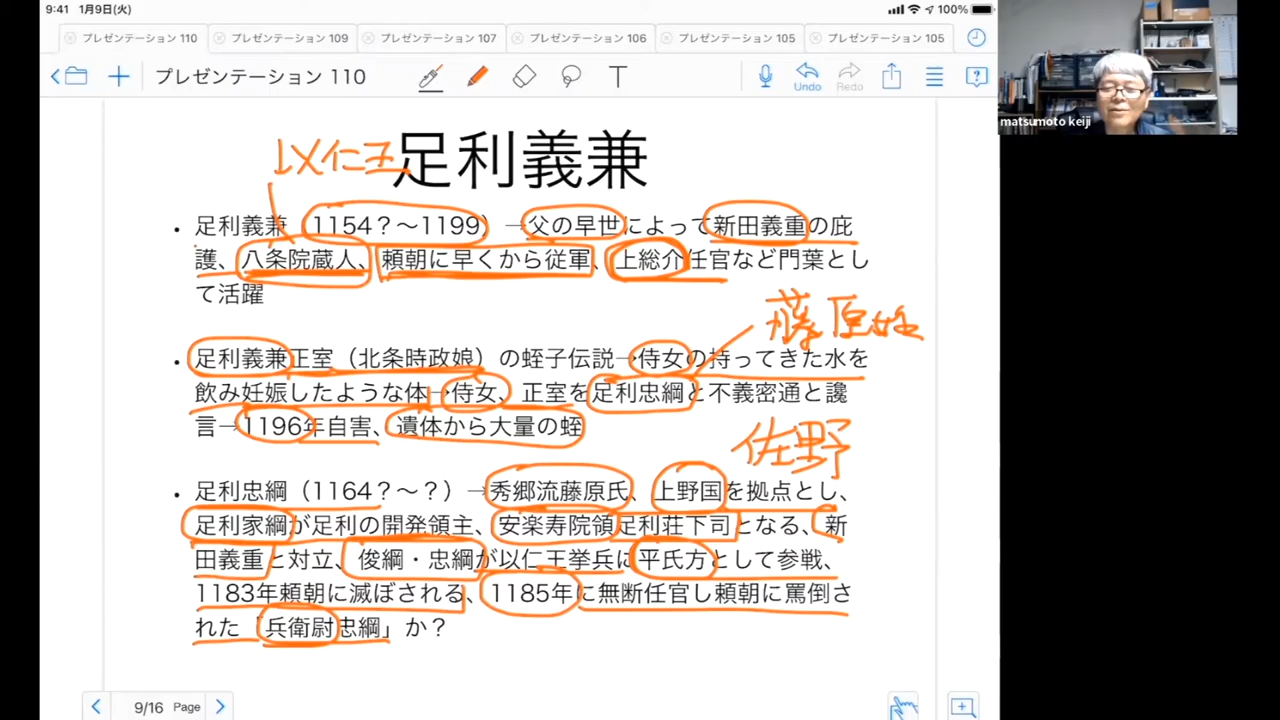 9:41 1月9日(火)
100%
プレゼンテーション 110
プレゼンテーション 109
プレゼンテーション 107
プレゼンテーション 106
プレゼンテーション 105
プレゼンテーション 105
プレゼンテーション 110
T
Undo
Redo
matsumoto keiji
以仁王
足利義兼
• 足利義兼（1154？〜1199）→父の早世によって新田義重の庇
護、八条院蔵人、頼朝に早くから従軍、上総介任官など門葉とし
て活躍
藤原姓
• 足利義兼正室（北条時政娘）の蛭子伝説→侍女の持ってきた水を
飲み妊娠したような体→侍女、正室を足利忠綱と不義密通と讒
言→1196年自害、遺体から大量の蛭
佐野
• 足利忠綱（1164？〜？）→秀郷流藤原氏、上野国を拠点とし、
足利家綱が足利の開発領主、安楽寿院領足利荘下司となる、新
田義重と対立、俊綱・忠綱が以仁王挙兵に平氏方として参戦、
1183年頼朝に滅ぼされる、1185年に無断任官し頼朝に罵倒さ
れた「兵衛尉忠綱」か？
9/16 Page